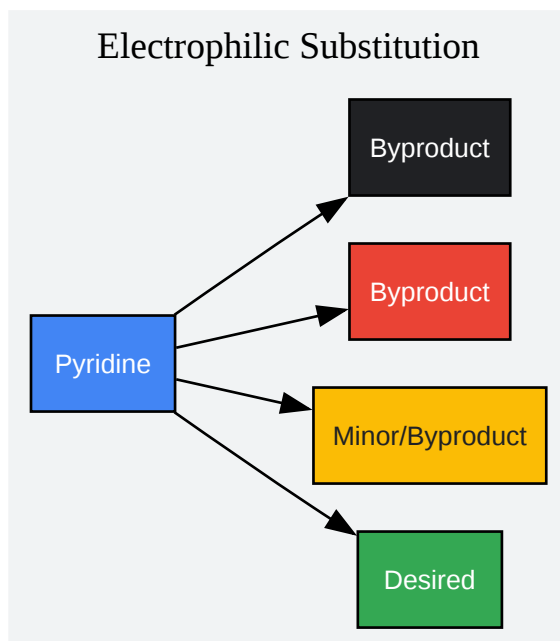 Electrophilic Substitution
Byproduct
Byproduct
Pyridine
Minor/Byproduct
Desired